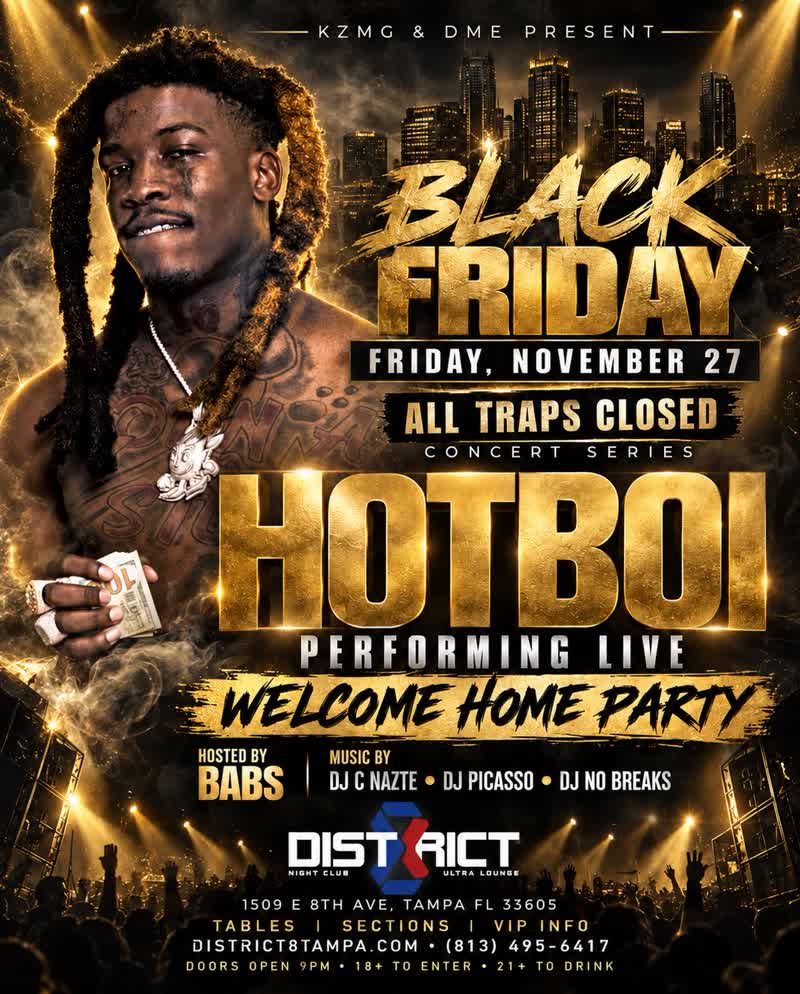 KZMG & DME PRESENT
BLACK
FRIDAY
FRIDAY, NOVEMBER 27
ALL TRAPS CLOSED
CONCERT SERIES
HOTBOI
PERFORMING LIVE
WELCOME HOME PARTY
HOSTED BY
BABS
MUSIC BY
DJ C NAZTE • DJ PICASSO • DJ NO BREAKS
DISTRICT
NIGHT CLUB ULTRA LOUNGE
1509 E 8TH AVE, TAMPA FL 33605
TABLES | SECTIONS | VIP INFO
DISTRICT8TAMPA.COM • (813) 495-6417
DOORS OPEN 9PM • 18+ TO ENTER • 21+ TO DRINK